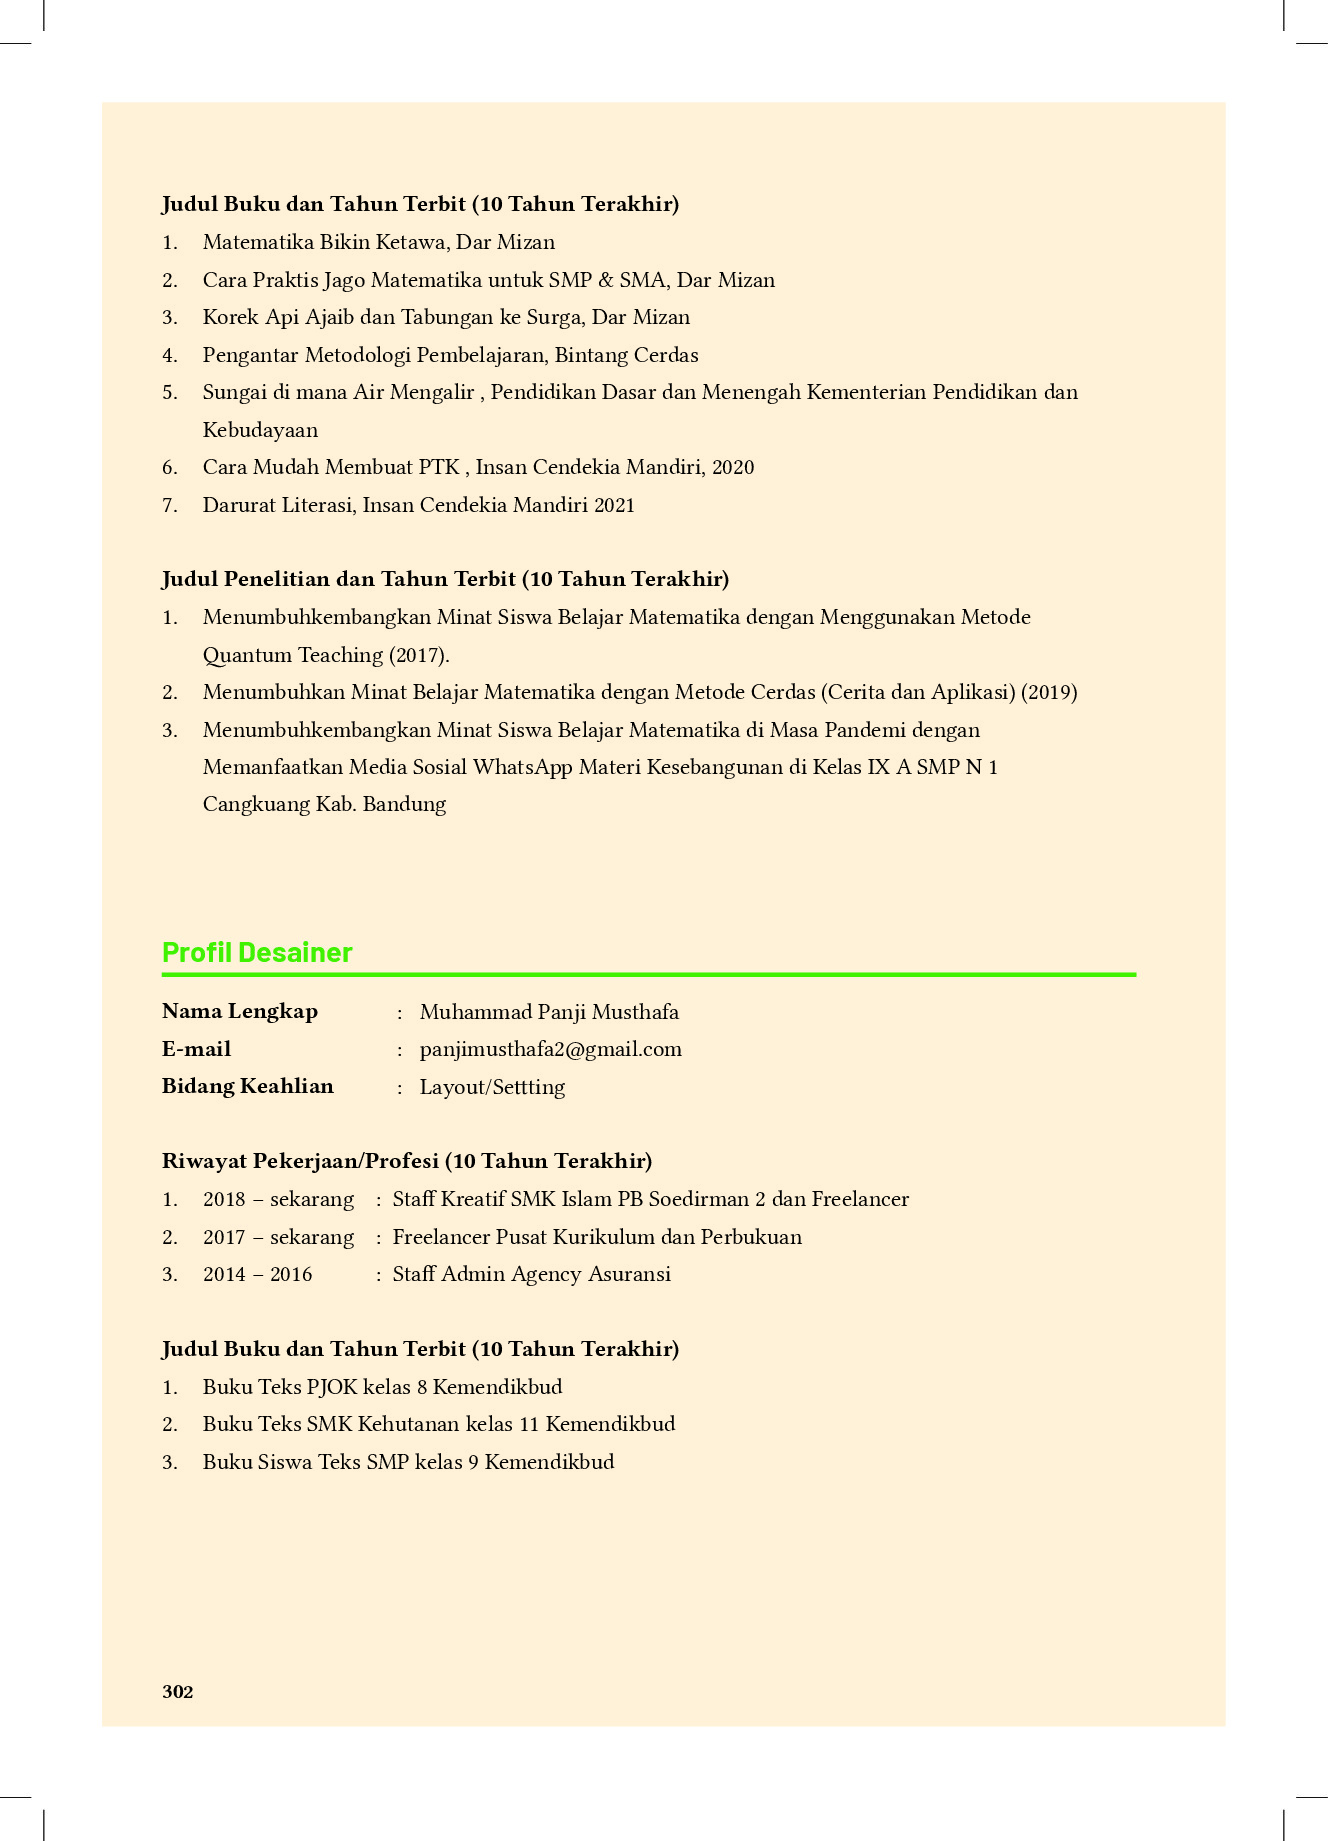 Judul Buku dan Tahun Terbit (10 Tahun Terakhir)
1. Matematika Bikin Ketawa, Dar Mizan
2. Cara Praktis Jago Matematika untuk SMP & SMA, Dar Mizan
3. Korek Api Ajaib dan Tabungan ke Surga, Dar Mizan
4. Pengantar Metodologi Pembelajaran, Bintang Cerdas
5. Sungai di mana Air Mengalir , Pendidikan Dasar dan Menengah Kementerian Pendidikan dan
Kebudayaan
6. Cara Mudah Membuat PTK , Insan Cendekia Mandiri, 2020
7. Darurat Literasi, Insan Cendekia Mandiri 2021
Judul Penelitian dan Tahun Terbit (10 Tahun Terakhir)
1. Menumbuhkembangkan Minat Siswa Belajar Matematika dengan Menggunakan Metode
Quantum Teaching (2017).
2. Menumbuhkan Minat Belajar Matematika dengan Metode Cerdas (Cerita dan Aplikasi) (2019)
3. Menumbuhkembangkan Minat Siswa Belajar Matematika di Masa Pandemi dengan
Memanfaatkan Media Sosial WhatsApp Materi Kesebangunan di Kelas IX A SMP N 1
Cangkuang Kab. Bandung
Profil Desainer
Nama Lengkap : Muhammad Panji Musthafa
E-mail : panjimusthafa2@gmail.com
Bidang Keahlian : Layout/Settting
Riwayat Pekerjaan/Profesi (10 Tahun Terakhir)
1. 2018 – sekarang : Staff Kreatif SMK Islam PB Soedirman 2 dan Freelancer
2. 2017 – sekarang : Freelancer Pusat Kurikulum dan Perbukuan
3. 2014 – 2016 : Staff Admin Agency Asuransi
Judul Buku dan Tahun Terbit (10 Tahun Terakhir)
1. Buku Teks PJOK kelas 8 Kemendikbud
2. Buku Teks SMK Kehutanan kelas 11 Kemendikbud
3. Buku Siswa Teks SMP kelas 9 Kemendikbud
302